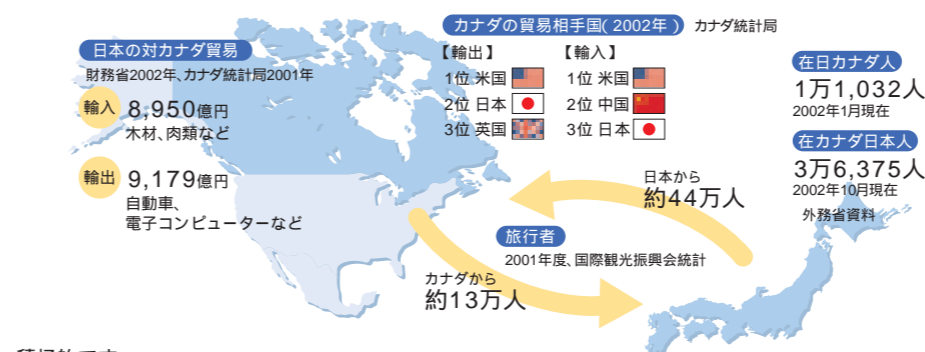 日本の対カナダ貿易
財務省2002年、カナダ統計局2001年
輸入 8,950億円
木材、肉類など
輸出 9,179億円
自動車、
電子コンピューターなど
カナダの貿易相手国(2002年) カナダ統計局
【輸出】 【輸入】
1位 米国 1位 米国
2位 日本 2位 中国
3位 英国 3位 日本
在日カナダ人
1万1,032人
2002年1月現在
在カナダ日本人
3万6,375人
2002年10月現在
外務省資料
日本から
約44万人
旅行者
2001年度、国際観光振興会統計
カナダから
約13万人